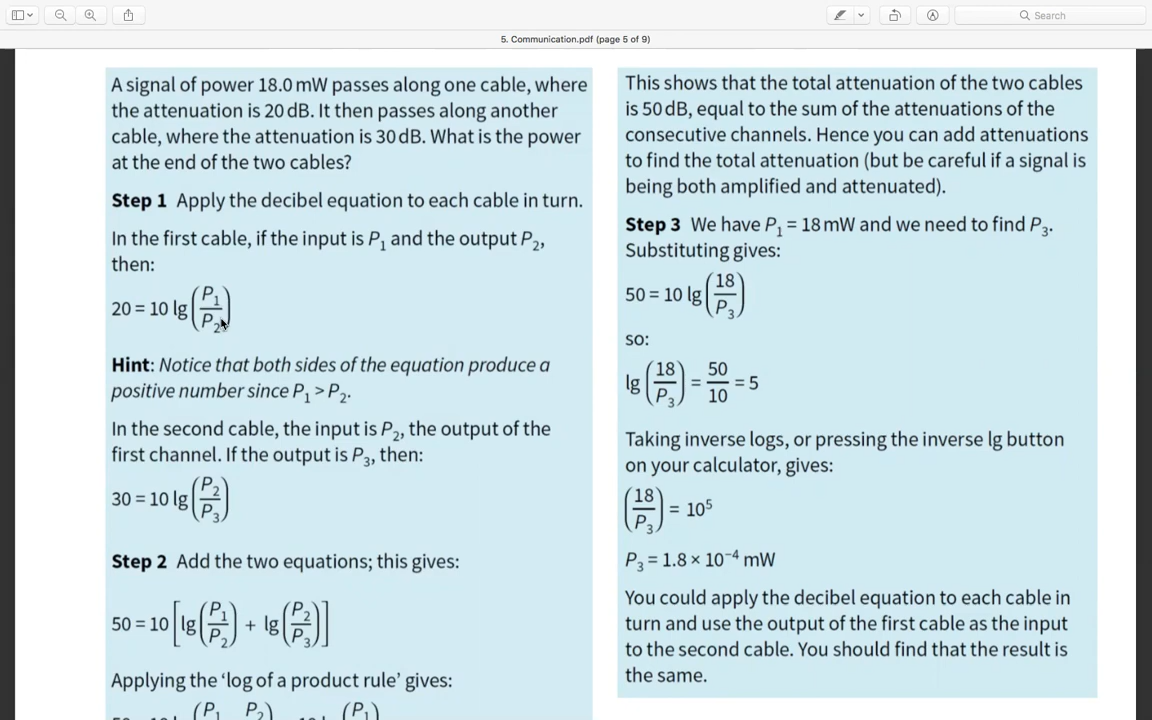 Search
5. Communication.pdf (page 5 of 9)
A signal of power 18.0 mW passes along one cable, where
the attenuation is 20 dB. It then passes along another
cable, where the attenuation is 30 dB. What is the power
at the end of the two cables?
Step 1 Apply the decibel equation to each cable in turn.
In the first cable, if the input is P₁ and the output P₂,
then:
20 = 10 lg(P₁/P₂)
Hint: Notice that both sides of the equation produce a
positive number since P₁ > P₂.
In the second cable, the input is P₂, the output of the
first channel. If the output is P₃, then:
30 = 10 lg(P₂/P₃)
Step 2 Add the two equations; this gives:
50 = 10[lg(P₁/P₂) + lg(P₂/P₃)]
Applying the ‘log of a product rule’ gives:
This shows that the total attenuation of the two cables
is 50 dB, equal to the sum of the attenuations of the
consecutive channels. Hence you can add attenuations
to find the total attenuation (but be careful if a signal is
being both amplified and attenuated).
Step 3 We have P₁ = 18 mW and we need to find P₃.
Substituting gives:
50 = 10 lg(18/P₃)
so:
lg(18/P₃) = 50/10 = 5
Taking inverse logs, or pressing the inverse lg button
on your calculator, gives:
(18/P₃) = 10⁵
P₃ = 1.8 × 10⁻⁴ mW
You could apply the decibel equation to each cable in
turn and use the output of the first cable as the input
to the second cable. You should find that the result is
the same.